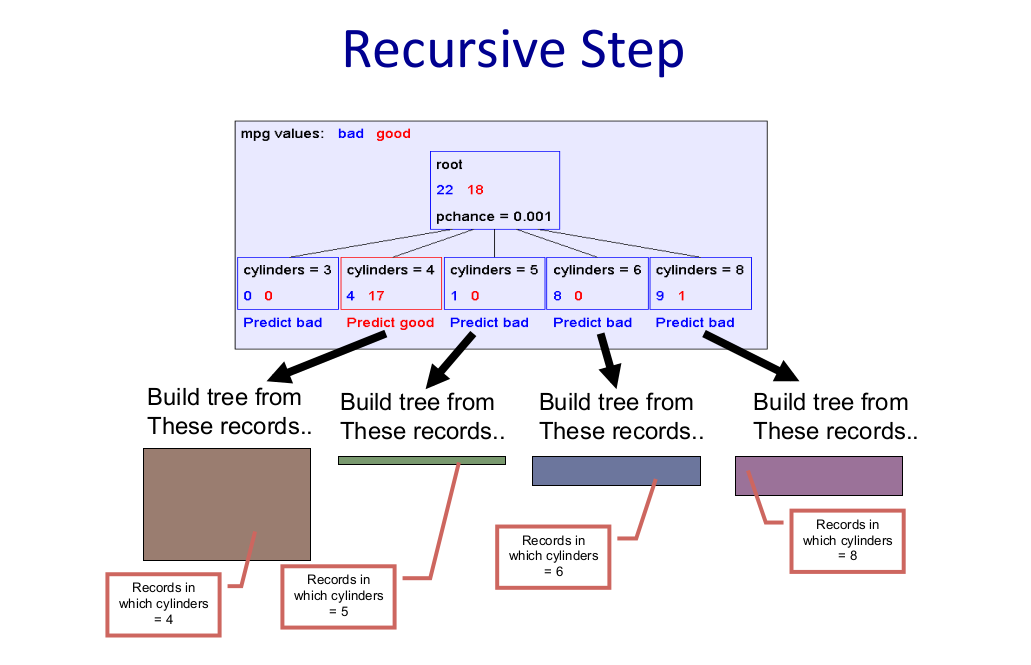 Recursive Step
mpg values: bad good
root
22 18
pchance = 0.001
cylinders = 3 cylinders = 4 cylinders = 5 cylinders = 6 cylinders = 8
0 0 4 17 1 0 8 0 9 1
Predict bad Predict good Predict bad Predict bad Predict bad
Build tree from
These records..
Build tree from
These records..
Build tree from
These records..
Build tree from
These records..
Records in
which cylinders
= 4
Records in
which cylinders
= 5
Records in
which cylinders
= 6
Records in
which cylinders
= 8